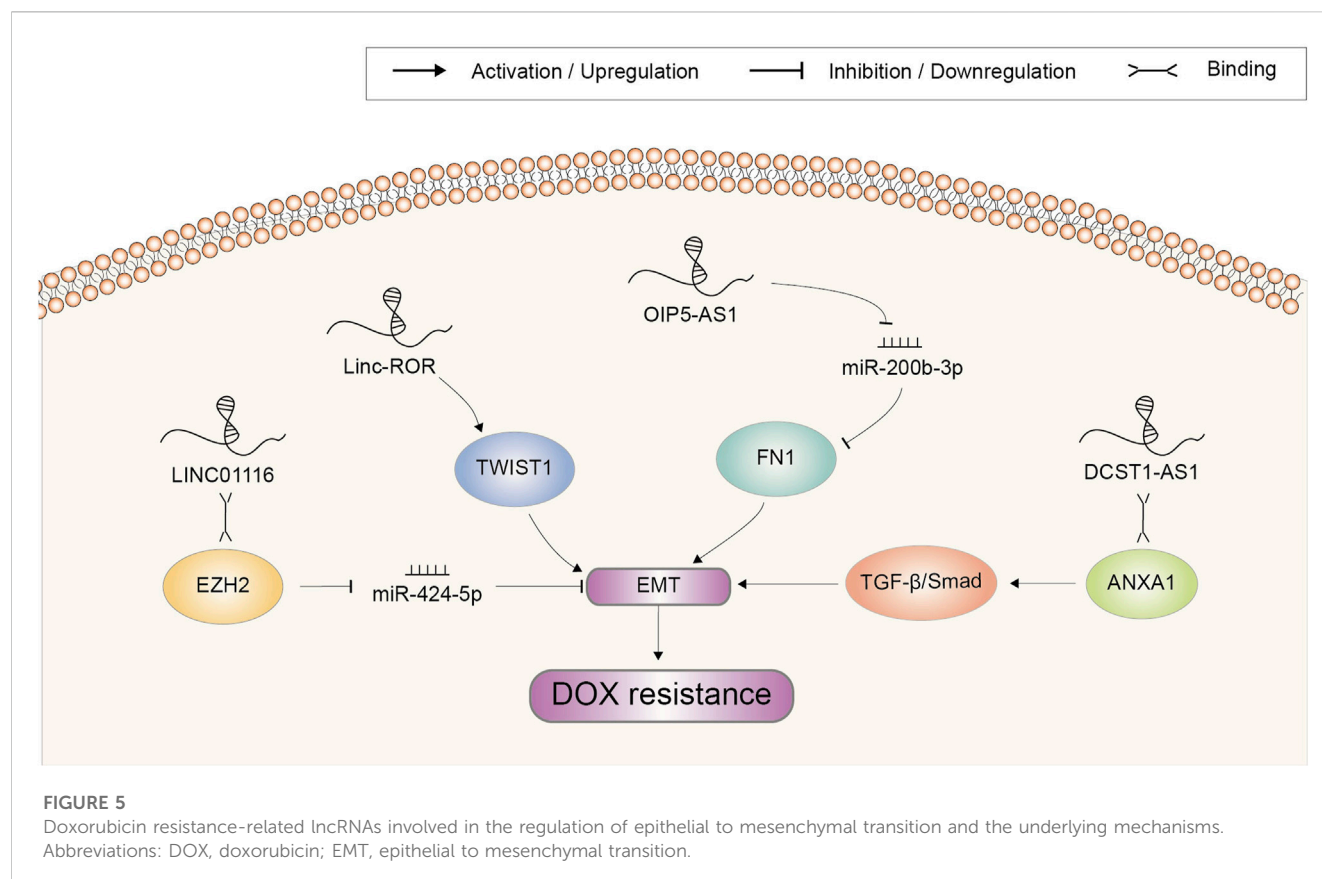 Activation / Upregulation Inhibition / Downregulation Binding
OIP5-AS1
Linc-ROR
miR-200b-3p
LINC01116
TWIST1
FN1
DCST1-AS1
EZH2
miR-424-5p
EMT
TGF-β/Smad
ANXA1
DOX resistance
FIGURE 5
Doxorubicin resistance-related lncRNAs involved in the regulation of epithelial to mesenchymal transition and the underlying mechanisms.
Abbreviations: DOX, doxorubicin; EMT, epithelial to mesenchymal transition.